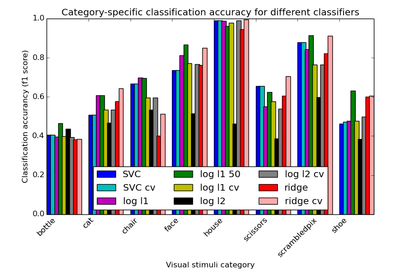 Category-specific classification accuracy for different classifiers
Classification accurancy (f1 score)
1.0
0.8
0.6
0.4
0.2
0.0
SVC
SVC cv
log l1
log l1 50
log l1 cv
log l2
log l2 cv
ridge
ridge cv
bottle
cat
chair
face
house
scissors
scrambledpix
shoe
Visual stimuli category